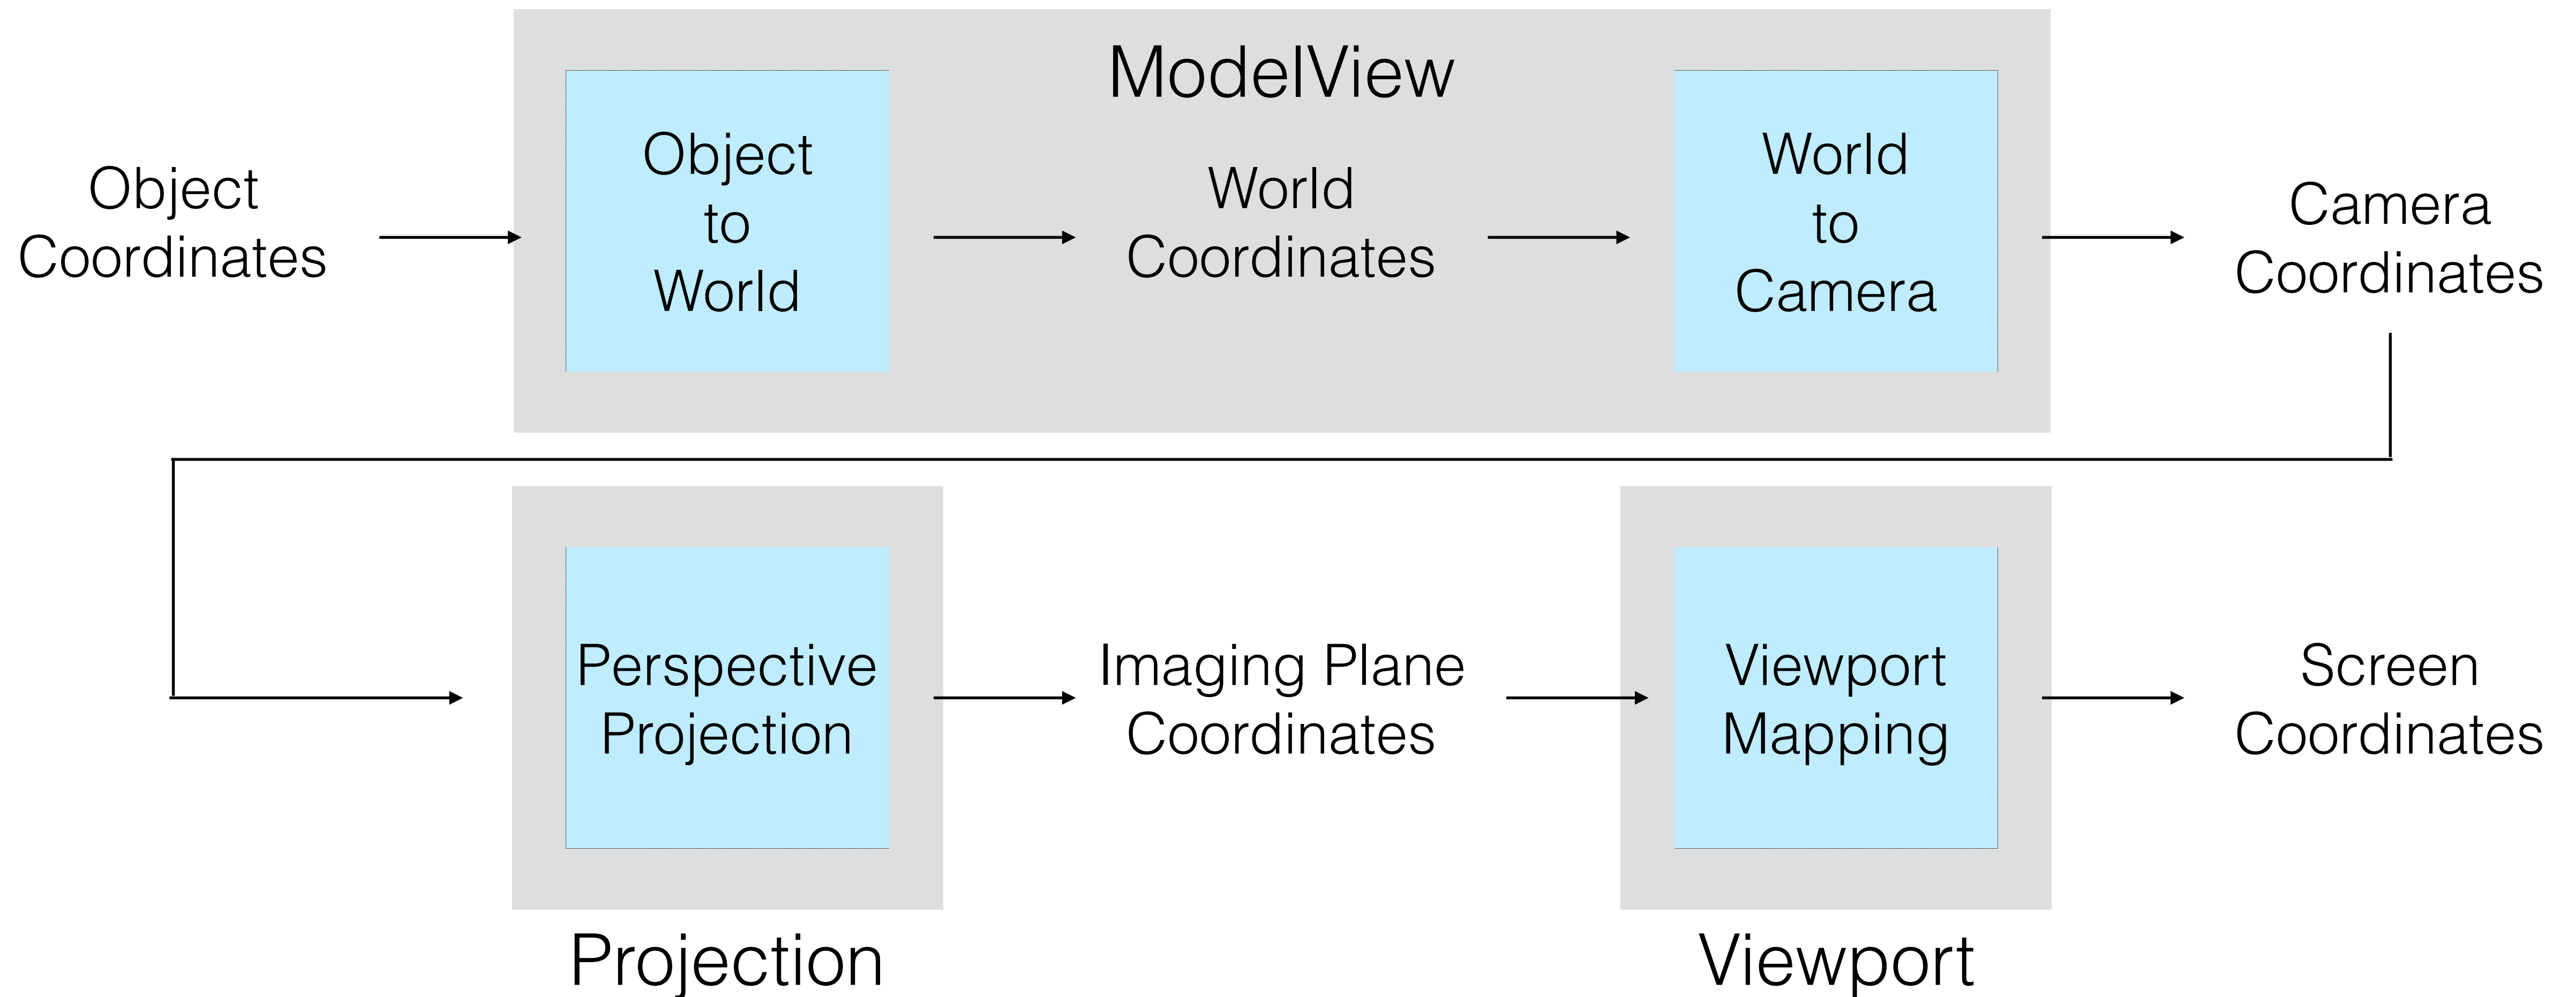 ModelView
Object
Coordinates
Object
to
World
World
Coordinates
World
to
Camera
Camera
Coordinates
Perspective
Projection
Imaging Plane
Coordinates
Viewport
Mapping
Screen
Coordinates
Projection
Viewport